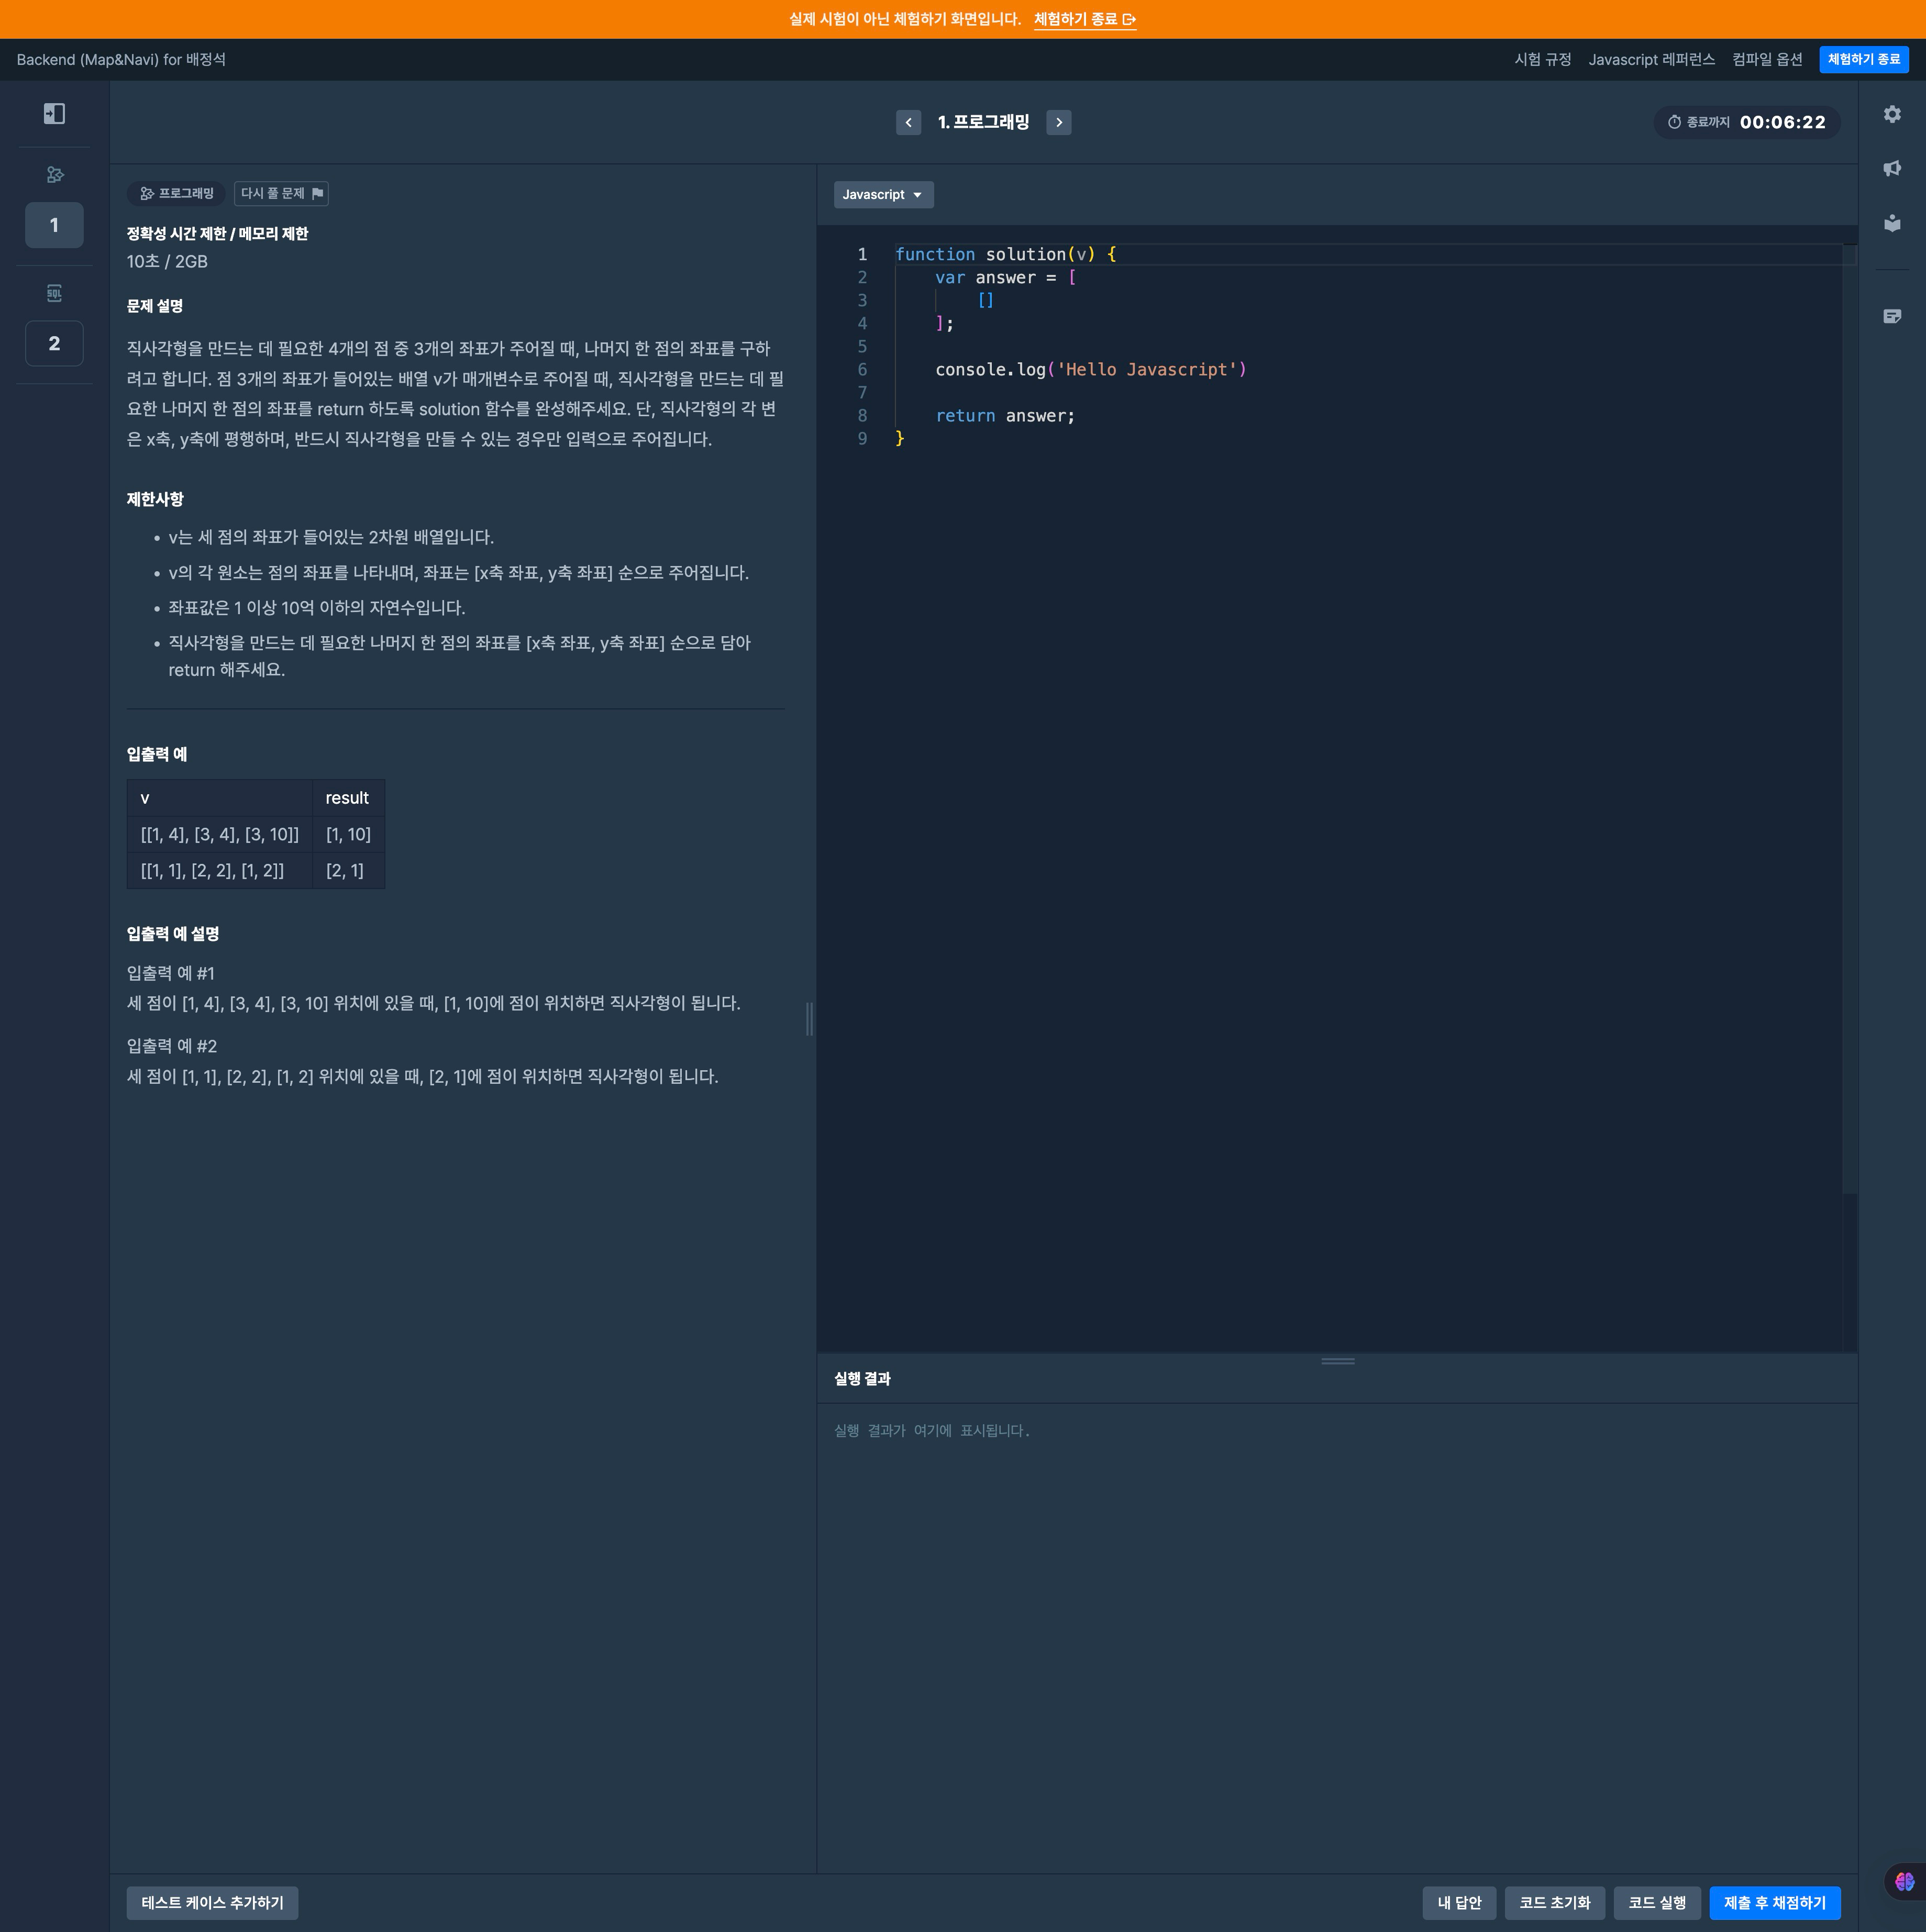 실제 시험이 아닌 체험하기 화면입니다. 체험하기 종료
Backend (Map&Navi) for 배정석
시험 규정 Javascript 레퍼런스 컴파일 옵션 체험하기 종료
1. 프로그래밍
종료까지 00:06:22
1
SQL
2
프로그래밍 다시 풀 문제
정확성 시간 제한 / 메모리 제한
10초 / 2GB
문제 설명
직사각형을 만드는 데 필요한 4개의 점 중 3개의 좌표가 주어질 때, 나머지 한 점의 좌표를 구하
려고 합니다. 점 3개의 좌표가 들어있는 배열 v가 매개변수로 주어질 때, 직사각형을 만드는 데 필
요한 나머지 한 점의 좌표를 return 하도록 solution 함수를 완성해주세요. 단, 직사각형의 각 변
은 x축, y축에 평행하며, 반드시 직사각형을 만들 수 있는 경우만 입력으로 주어집니다.
제한사항
• v는 세 점의 좌표가 들어있는 2차원 배열입니다.
• v의 각 원소는 점의 좌표를 나타내며, 좌표는 [x축 좌표, y축 좌표] 순으로 주어집니다.
• 좌표값은 1 이상 10억 이하의 자연수입니다.
• 직사각형을 만드는 데 필요한 나머지 한 점의 좌표를 [x축 좌표, y축 좌표] 순으로 담아
return 해주세요.
입출력 예
v result
[[1, 4], [3, 4], [3, 10]] [1, 10]
[[1, 1], [2, 2], [1, 2]] [2, 1]
입출력 예 설명
입출력 예 #1
세 점이 [1, 4], [3, 4], [3, 10] 위치에 있을 때, [1, 10]에 점이 위치하면 직사각형이 됩니다.
입출력 예 #2
세 점이 [1, 1], [2, 2], [1, 2] 위치에 있을 때, [2, 1]에 점이 위치하면 직사각형이 됩니다.
Javascript
1 function solution(v) {
2     var answer = [
3         []
4     ];
5
6     console.log('Hello Javascript')
7
8     return answer;
9 }
실행 결과
실행 결과가 여기에 표시됩니다.
테스트 케이스 추가하기
내 답안 코드 초기화 코드 실행 제출 후 채점하기